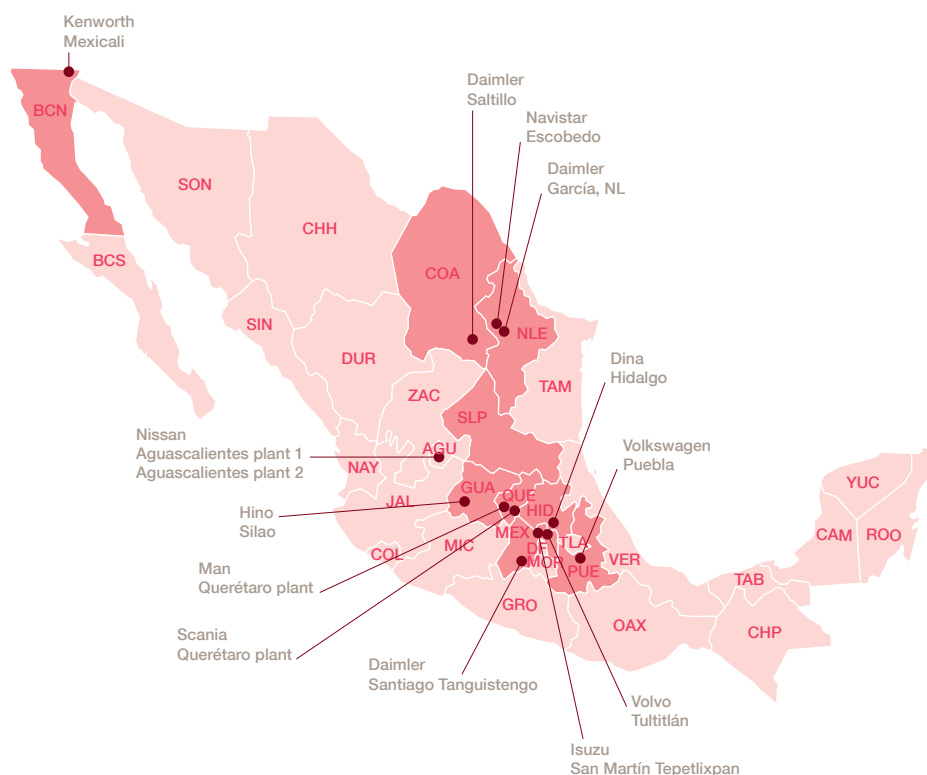 Kenworth
Mexicali
Daimler
Saltillo
Navistar
Escobedo
Daimler
García, NL
BCN
SON
CHH
COA
BCS
SIN
NLE
DUR
TAM
ZAC
SLP
Dina
Hidalgo
Nissan
Aguascalientes plant 1
Aguascalientes plant 2
AGU
NAY
Volkswagen
Puebla
JAL
GUA
QUE
HID
YUC
Hino
Silao
MEX
CAM
ROO
COL
MIC
DF
TLA
MOR
PUE
VER
Man
Querétaro plant
TAB
GRO
OAX
CHP
Scania
Querétaro plant
Daimler
Santiago Tanguistengo
Volvo
Tultitlán
Isuzu
San Martín Tepetlixpan